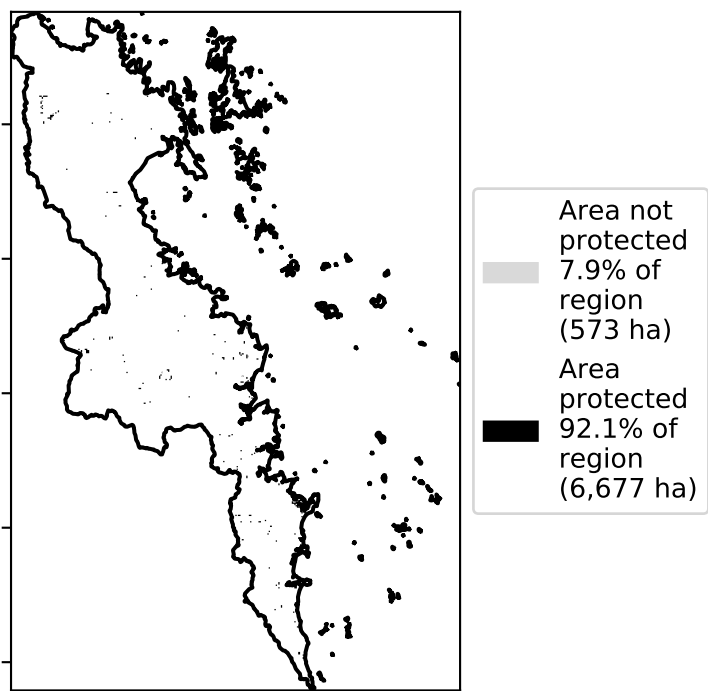 Area not
protected
7.9% of
region
(573 ha)
Area
protected
92.1% of
region
(6,677 ha)